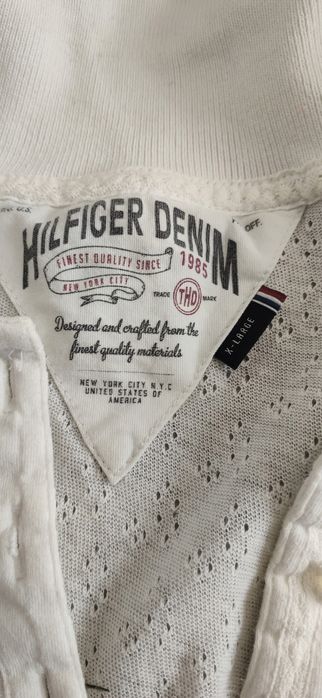 HILFIGER DENIM
OFF.
FINEST QUALITY SINCE
1985
NEW YORK CITY
TRADE THD MARK
Designed and crafted from the
finest quality materials
NEW YORK CITY N.Y.C
UNITED STATES OF
AMERICA
X-LARGE